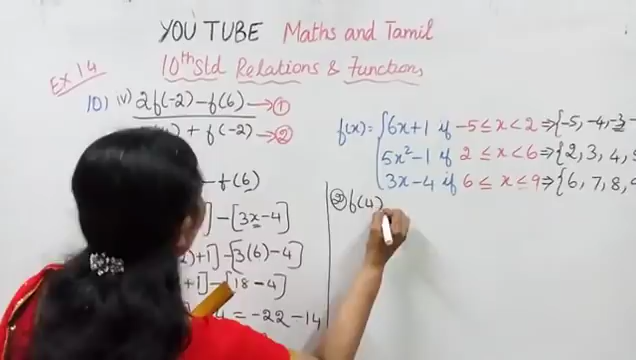 YOU TUBE Maths and Tamil
10th Std Relations & Functions
EX 14
10) v) 2f(-2) - f(6) → ①
+ f(-2) → ②
f(x) = { 6x+1 if -5 ≤ x < 2 ⇒ {-5, -4, -3
5x² - 1 if 2 ≤ x < 6 ⇒ {2, 3, 4, 5
3x - 4 if 6 ≤ x ≤ 9 ⇒ {6, 7, 8, 9
- f(6)
] - [3x - 4]
+1] - [3(6) - 4]
+1] - [18 - 4]
= -22 - 14
② f(4)